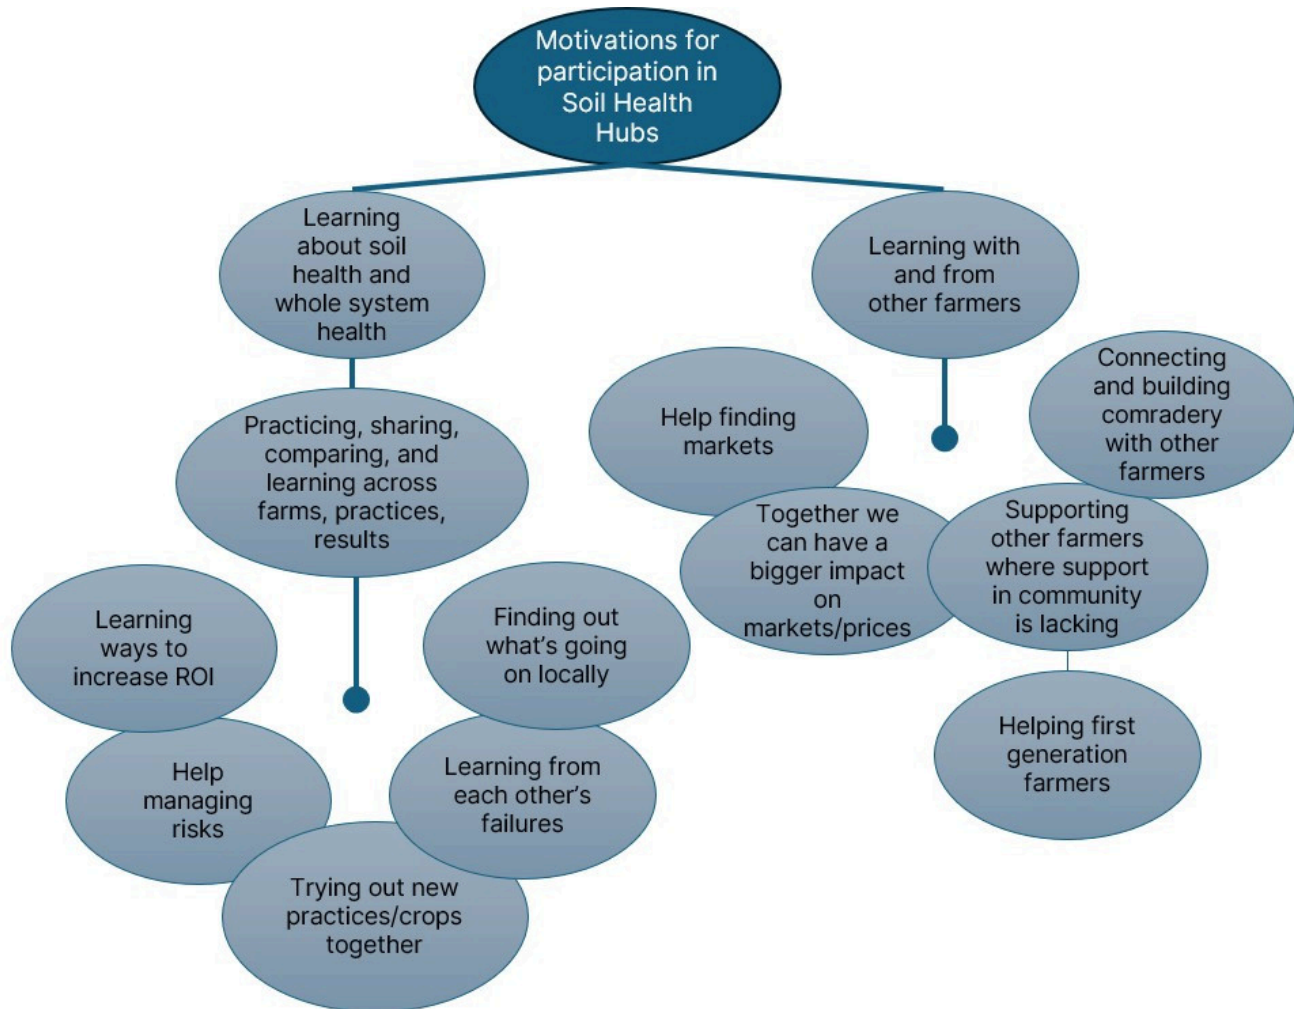 Motivations for
participation in
Soil Health
Hubs
Learning
about soil
health and
whole system
health
Learning with
and from
other farmers
Practicing, sharing,
comparing, and
learning across
farms, practices,
results
Help finding
markets
Connecting
and building
comradery
with other
farmers
Together we
can have a
bigger impact
on
markets/prices
Supporting
other farmers
where support
in community
is lacking
Learning
ways to
increase ROI
Finding out
what’s going
on locally
Helping first
generation
farmers
Help
managing
risks
Learning from
each other’s
failures
Trying out new
practices/crops
together